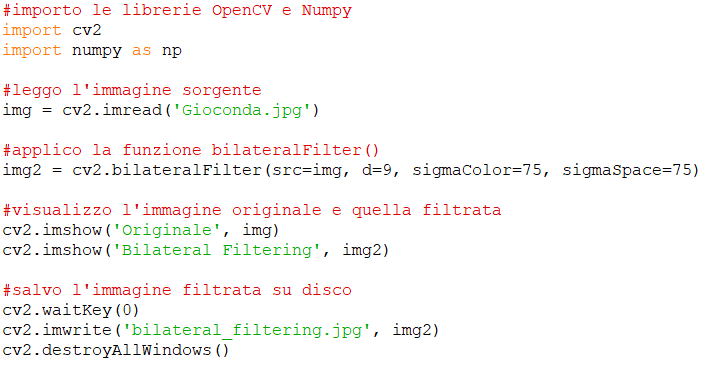 #importo le librerie OpenCV e Numpy
import cv2
import numpy as np
#leggo l'immagine sorgente
img = cv2.imread('Gioconda.jpg')
#applico la funzione bilateralFilter()
img2 = cv2.bilateralFilter(src=img, d=9, sigmaColor=75, sigmaSpace=75)
#visualizzo l'immagine originale e quella filtrata
cv2.imshow('Originale', img)
cv2.imshow('Bilateral Filtering', img2)
#salvo l'immagine filtrata su disco
cv2.waitKey(0)
cv2.imwrite('bilateral_filtering.jpg', img2)
cv2.destroyAllWindows()